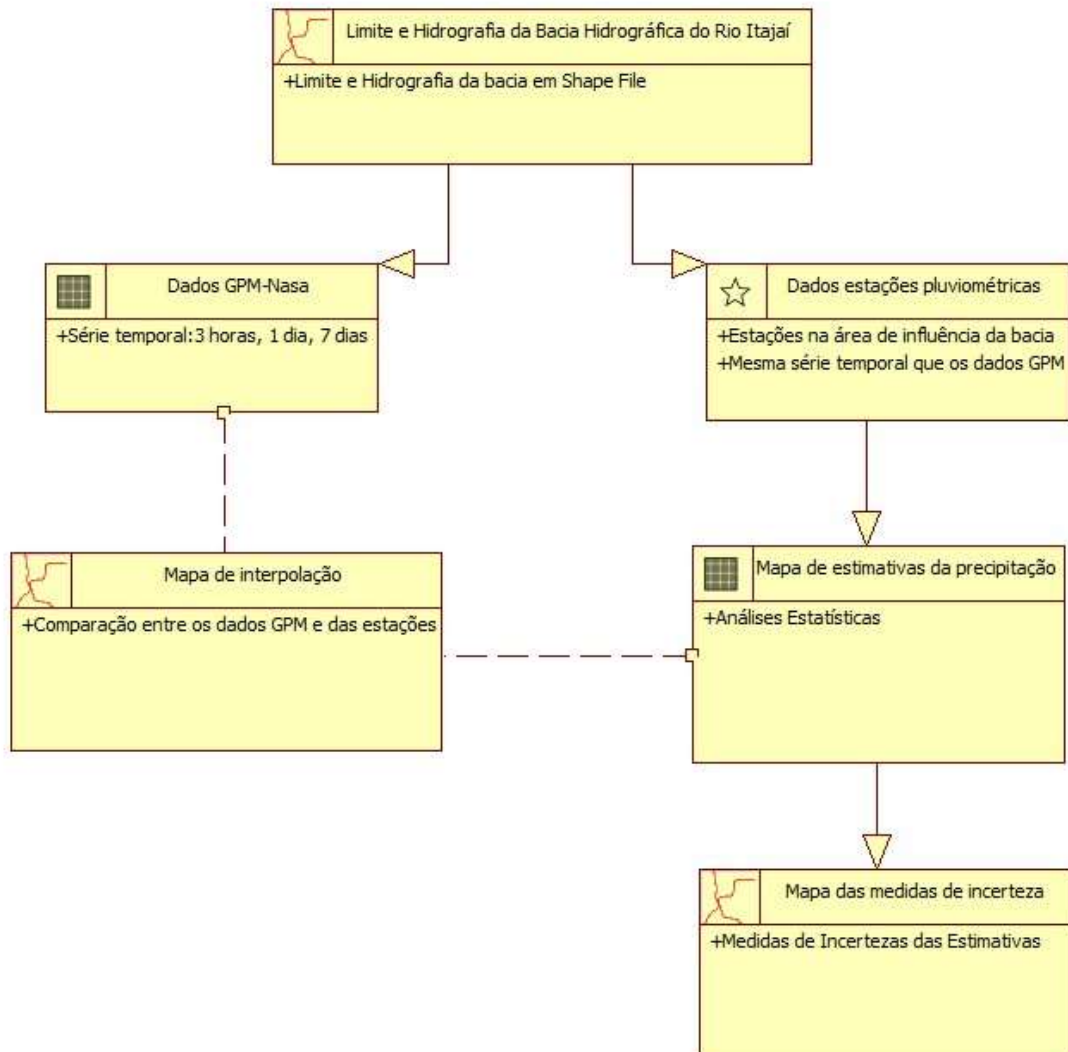 Limite e Hidrografia da Bacia Hidrográfica do Rio Itajaí
+Limite e Hidrografia da bacia em Shape File
Dados GPM-Nasa
+Série temporal:3 horas, 1 dia, 7 dias
Dados estações pluviométricas
+Estações na área de influência da bacia
+Mesma série temporal que os dados GPM
Mapa de interpolação
+Comparação entre os dados GPM e das estações
Mapa de estimativas da precipitação
+Análises Estatísticas
Mapa das medidas de incerteza
+Medidas de Incertezas das Estimativas